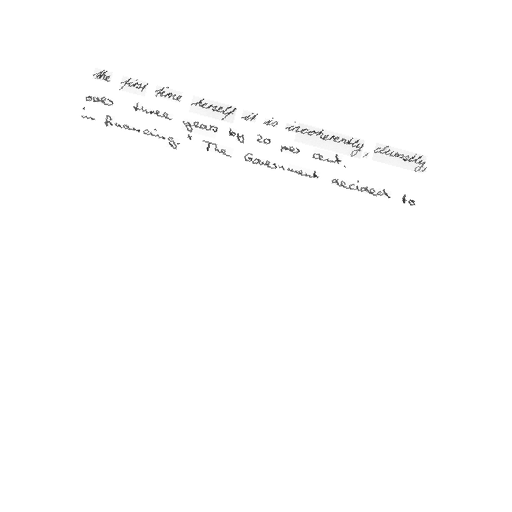 the first time herself it is incoherently, clumsily,
over three years by 20 per cent.
in financing. " The Government decided to